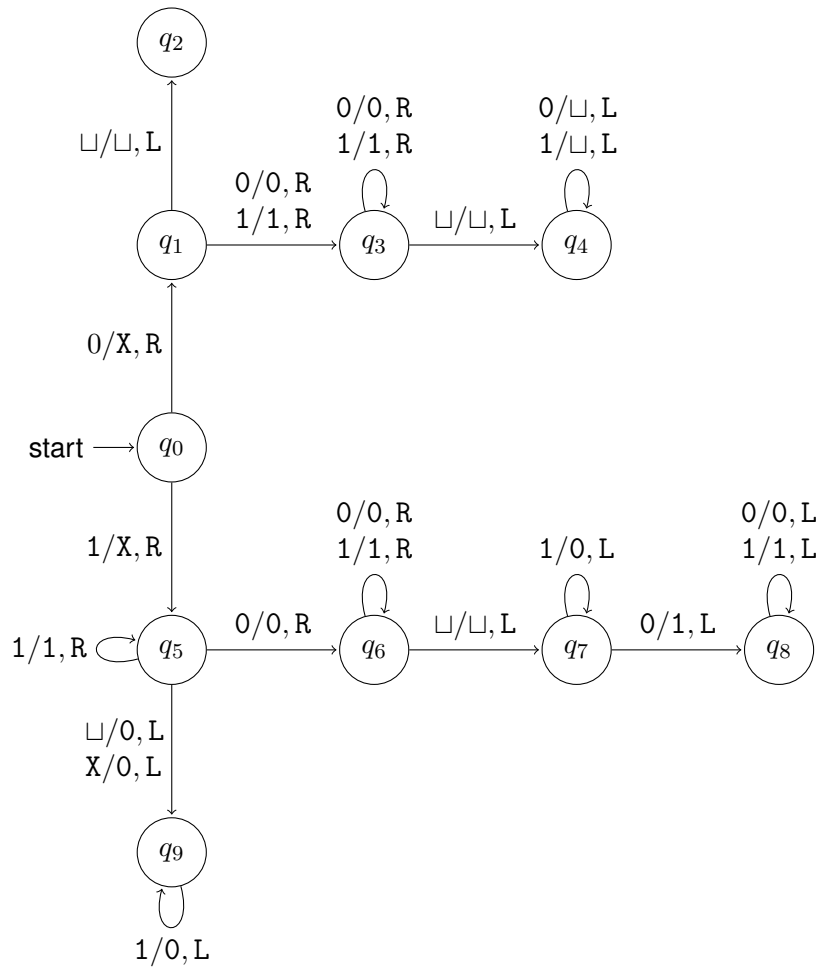 q2
⊔/⊔, L
0/0, R
1/1, R
0/⊔, L
1/⊔, L
0/0, R
1/1, R
q1
q3
⊔/⊔, L
q4
0/X, R
start
q0
1/X, R
0/0, R
1/1, R
1/0, L
0/0, L
1/1, L
1/1, R
q5
0/0, R
q6
⊔/⊔, L
q7
0/1, L
q8
⊔/0, L
X/0, L
q9
1/0, L